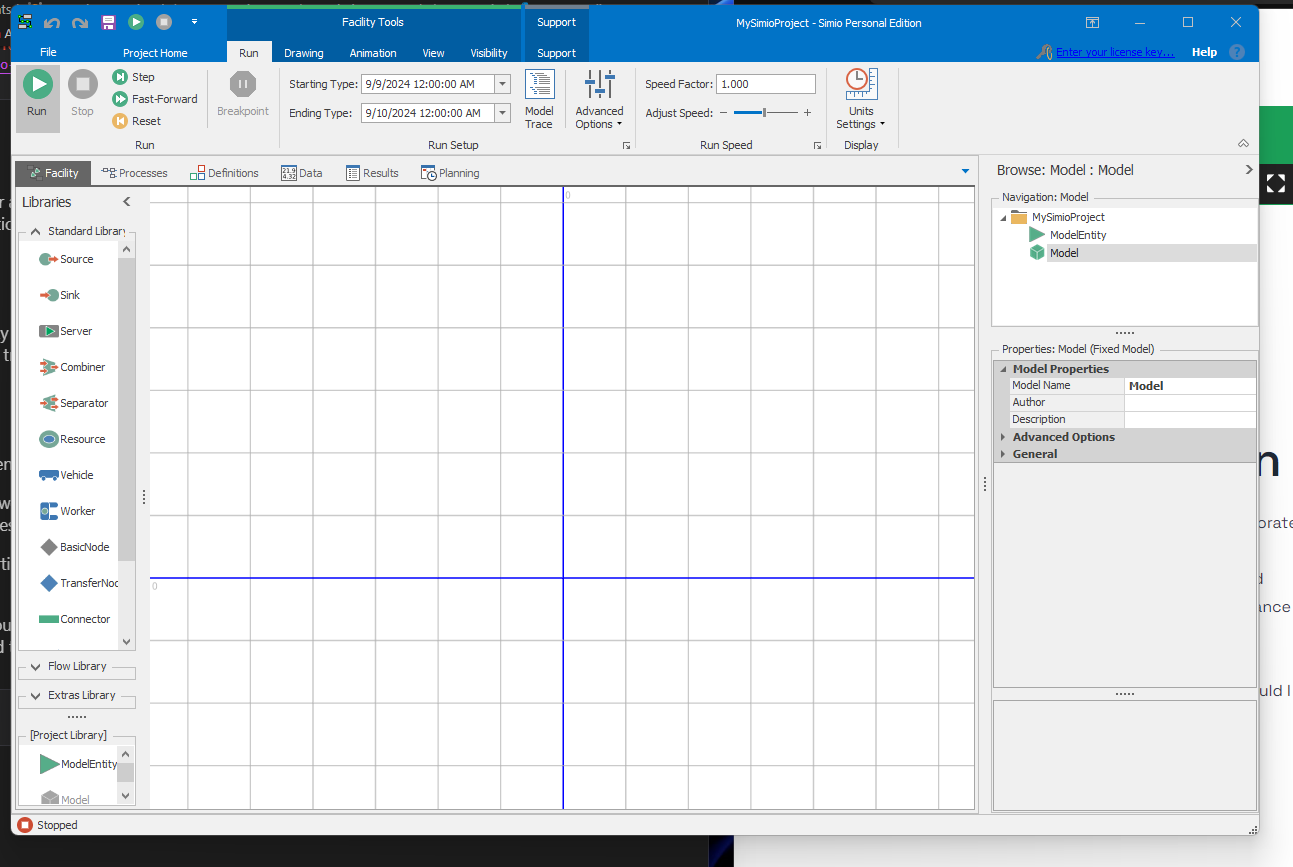 Facility Tools
Support
MySimioProject - Simio Personal Edition
File
Project Home
Run
Drawing
Animation
View
Visibility
Support
Enter your license key...
Help
Run
Stop
Step
Fast-Forward
Reset
Breakpoint
Starting Type: 9/9/2024 12:00:00 AM
Ending Type: 9/10/2024 12:00:00 AM
Model
Trace
Advanced
Options
Speed Factor: 1.000
Adjust Speed:
Units
Settings
Run
Run Setup
Run Speed
Display
Facility
Processes
Definitions
21.9
4.32
Data
Results
Planning
Libraries
Standard Library
Source
Sink
Server
Combiner
Separator
Resource
Vehicle
Worker
BasicNode
TransferNod
Connector
Flow Library
Extras Library
[Project Library]
ModelEntity
Model
0
0
Browse: Model : Model
Navigation: Model
MySimioProject
ModelEntity
Model
Properties: Model (Fixed Model)
Model Properties
Model Name Model
Author
Description
Advanced Options
General
Stopped